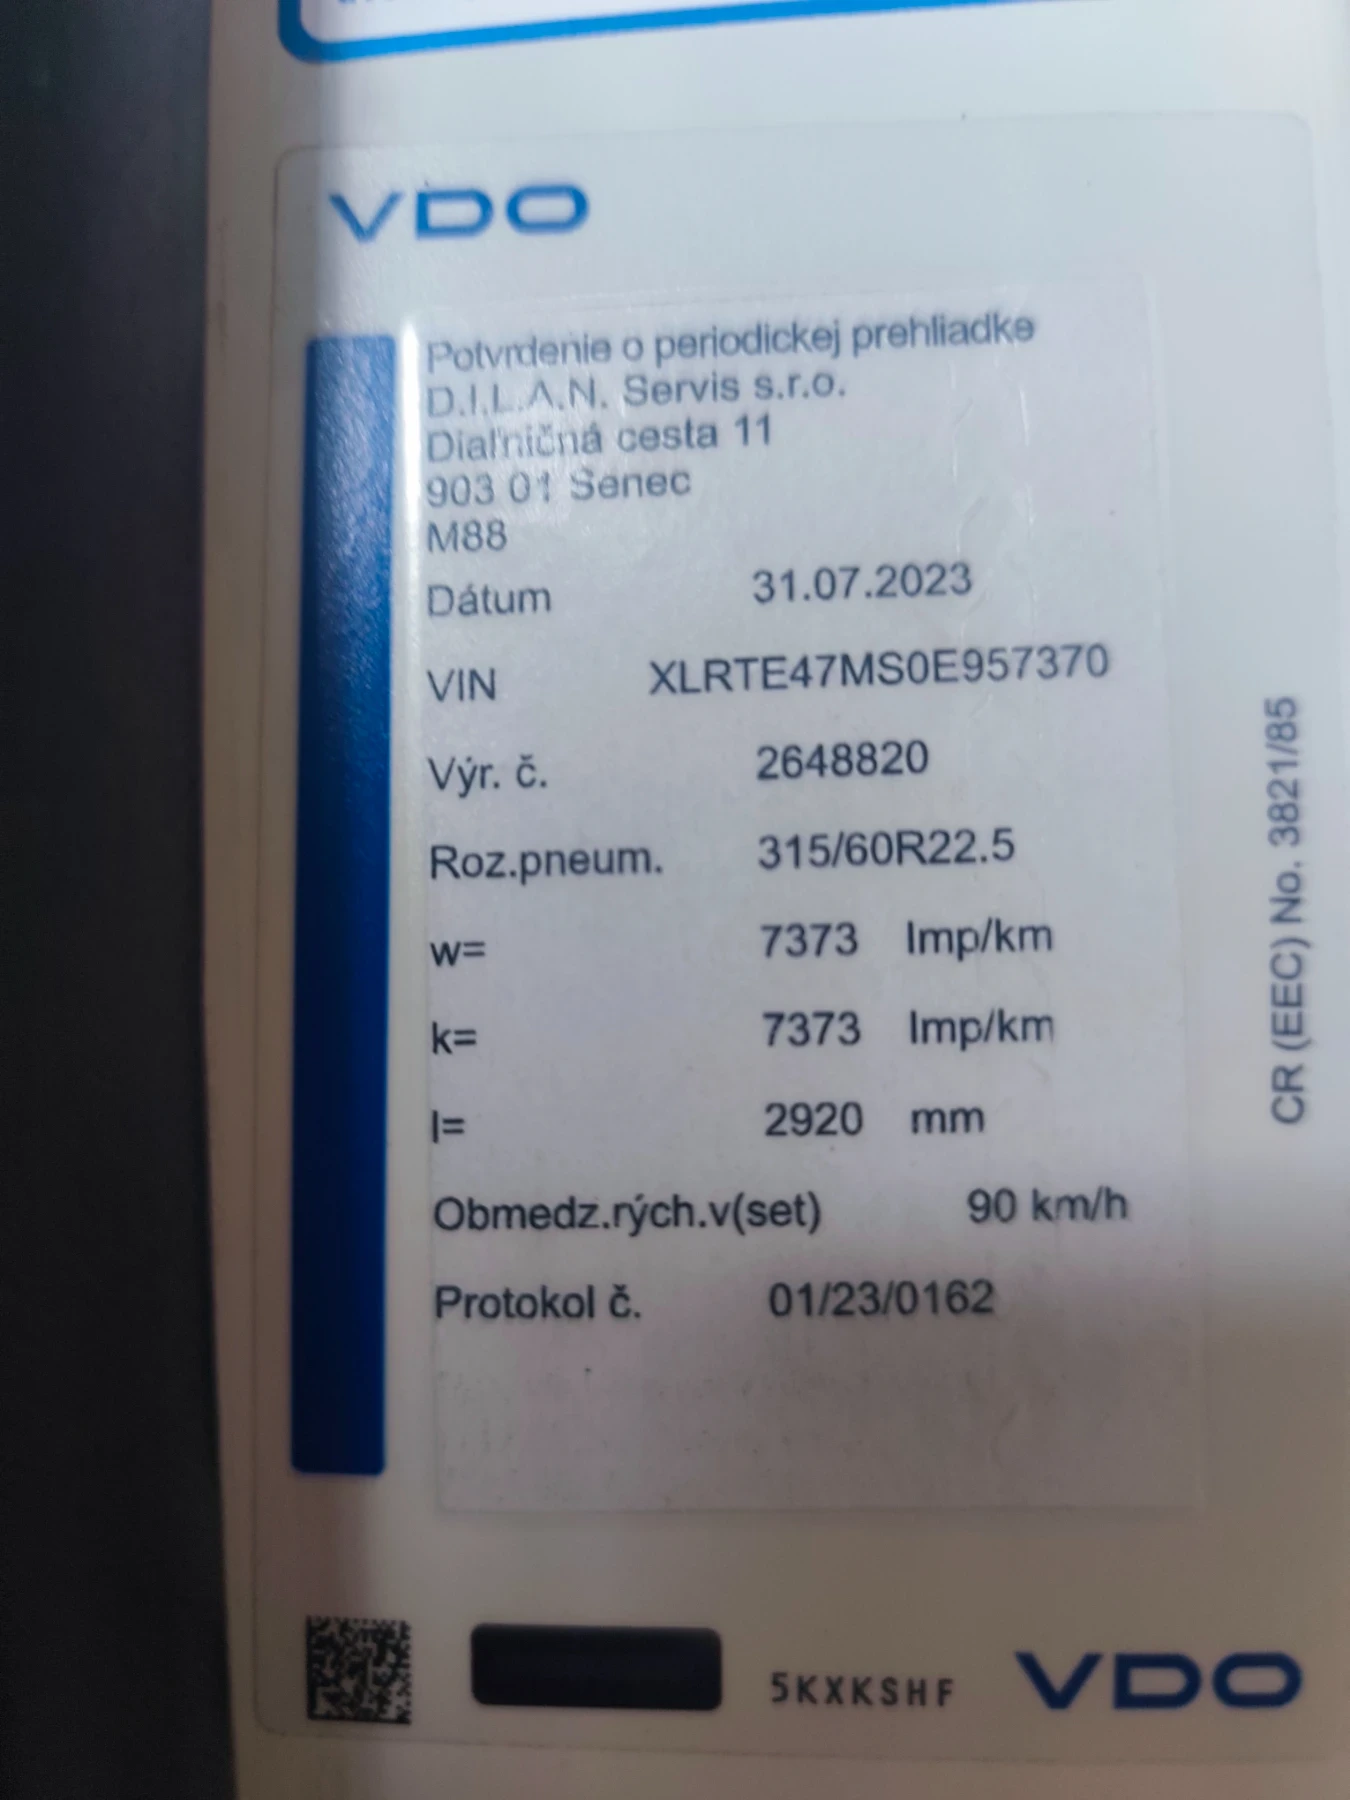 VDO
Potvrdenie o periodickej prehliadke
D.I.L.A.N. Servis s.r.o.
Diaľničná cesta 11
903 01 Senec
M88
Dátum 31.07.2023
VIN XLRTE47MS0E957370
Výr. č. 2648820
Roz.pneum. 315/60R22.5
w= 7373 Imp/km
k= 7373 Imp/km
l= 2920 mm
Obmedz.rých.v(set) 90 km/h
Protokol č. 01/23/0162
CR (EEC) No. 3821/85
5KXKSHF VDO